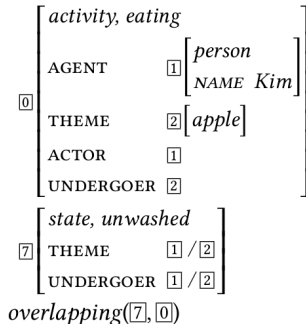 activity, eating
AGENT 1 person
NAME Kim
0
THEME 2 apple
ACTOR 1
UNDERGOER 2
state, unwashed
7 THEME 1 / 2
UNDERGOER 1 / 2
overlapping(7, 0)